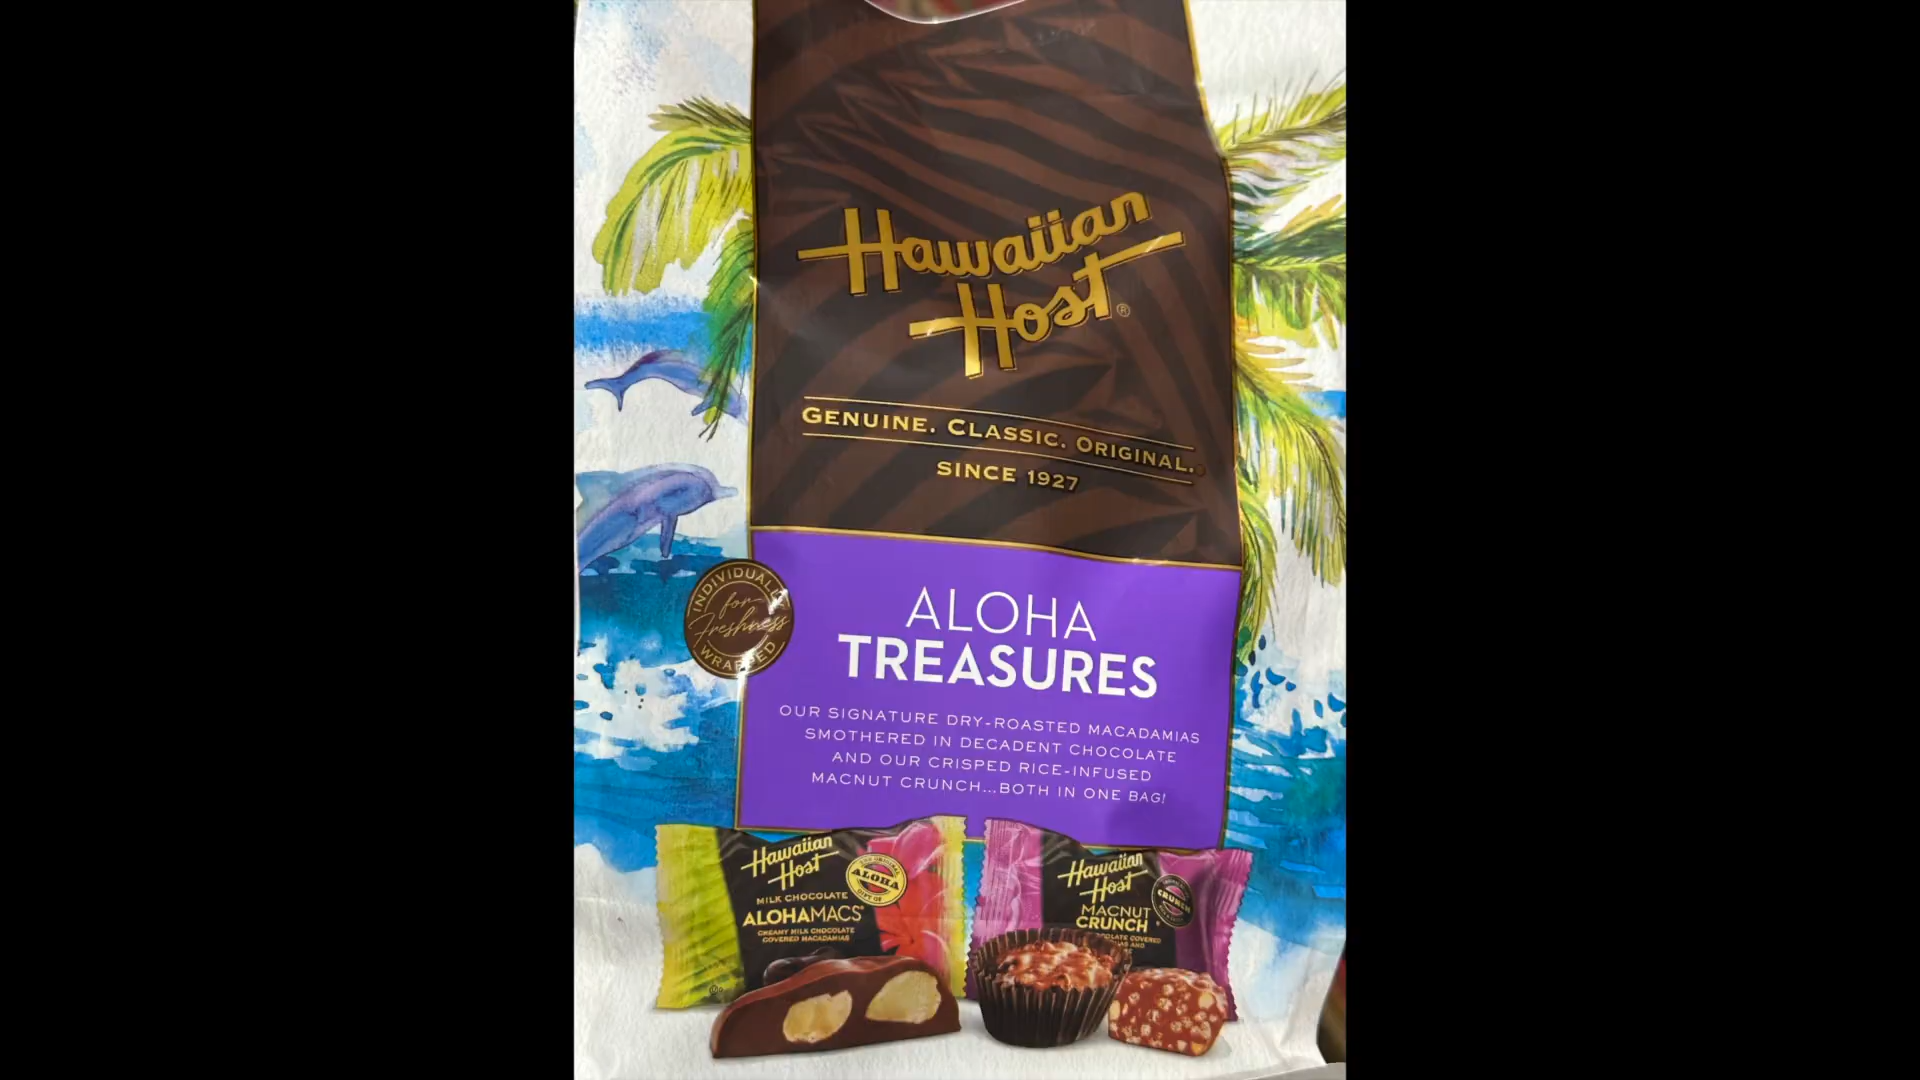 Hawaiian
Host®
GENUINE. CLASSIC. ORIGINAL.
SINCE 1927
INDIVIDUALLY
for
Freshness
WRAPPED
ALOHA
TREASURES
OUR SIGNATURE DRY-ROASTED MACADAMIAS
SMOTHERED IN DECADENT CHOCOLATE
AND OUR CRISPED RICE-INFUSED
MACNUT CRUNCH...BOTH IN ONE BAG!
Hawaiian
Host
ALOHA
MILK CHOCOLATE
ALOHAMACS®
CREAMY MILK CHOCOLATE
COVERED MACADAMIAS
Hawaiian
Host
CRUNCH
MACNUT
CRUNCH
COVERED
AND